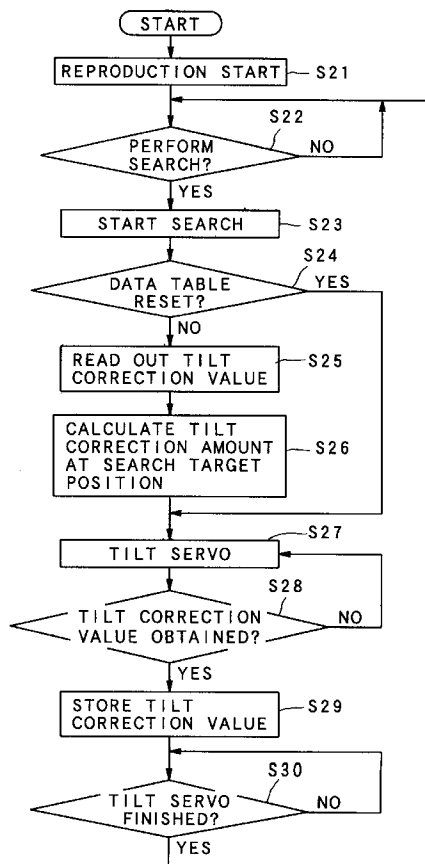 START
REPRODUCTION START
S21
S22
PERFORM
SEARCH?
NO
YES
START SEARCH
S23
S24
DATA TABLE
RESET?
YES
NO
READ OUT TILT
CORRECTION VALUE
S25
CALCULATE TILT
CORRECTION AMOUNT
AT SEARCH TARGET
POSITION
S26
S27
TILT SERVO
S28
TILT CORRECTION
VALUE OBTAINED?
NO
YES
STORE TILT
CORRECTION VALUE
S29
S30
TILT SERVO
FINISHED?
NO
YES